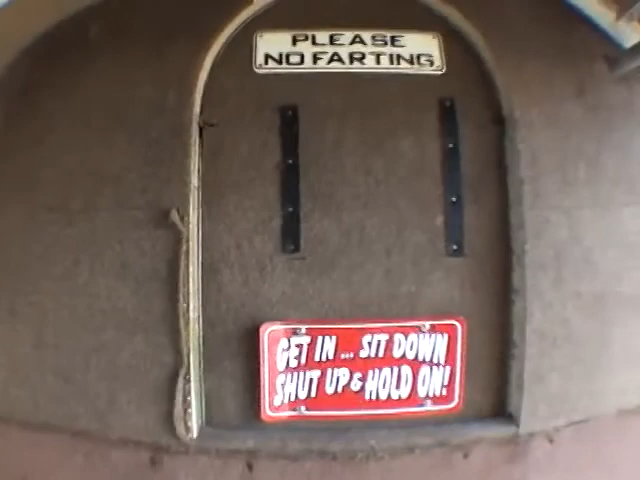 PLEASE
NO FARTING
GET IN ... SIT DOWN
SHUT UP & HOLD ON!